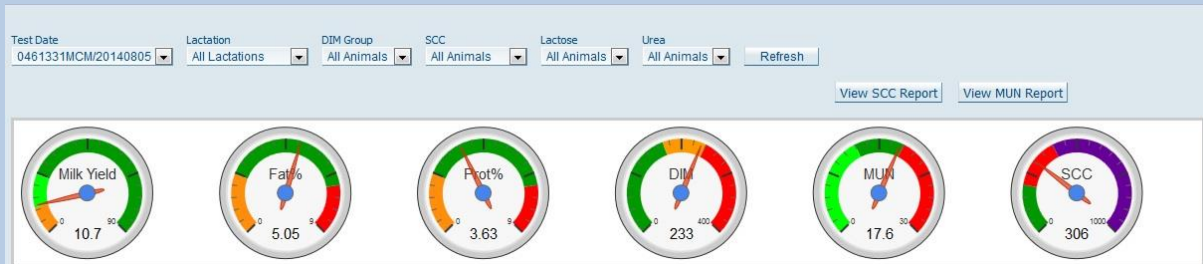 Test Date Lactation DIM Group SCC Lactose Urea
0461331MCM/20140805 All Lactations All Animals All Animals All Animals All Animals Refresh
View SCC Report View MUN Report
Milk Yield Fat% Prot% DIM MUN SCC
0 90 0 9 0 9 0 400 0 30 0 1000
10.7 5.05 3.63 233 17.6 306